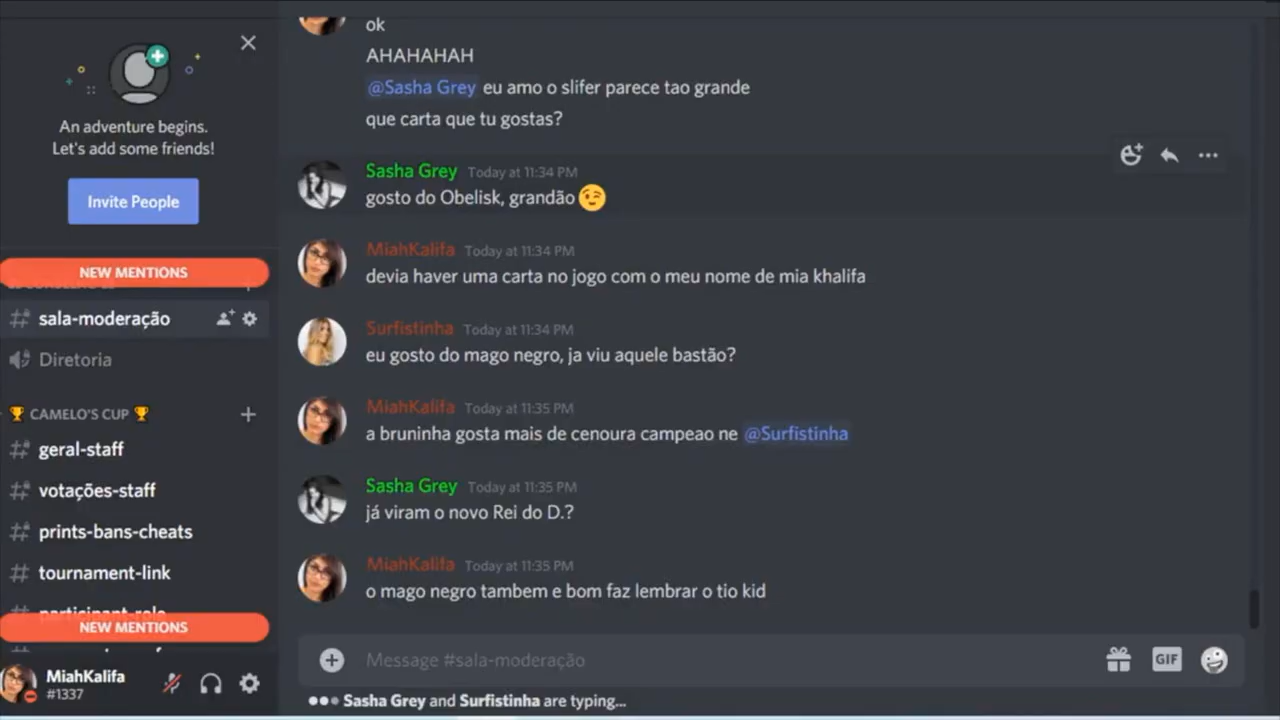 An adventure begins.
Let's add some friends!
Invite People
NEW MENTIONS
sala-moderação
Diretoria
CAMELO'S CUP
geral-staff
votações-staff
prints-bans-cheats
tournament-link
NEW MENTIONS
MiahKalifa
#1337
ok
AHAHAHAH
@Sasha Grey eu amo o slifer parece tao grande
que carta que tu gostas?
Sasha Grey Today at 11:34 PM
gosto do Obelisk, grandão
MiahKalifa Today at 11:34 PM
devia haver uma carta no jogo com o meu nome de mia khalifa
Surfistinha Today at 11:34 PM
eu gosto do mago negro, ja viu aquele bastão?
MiahKalifa Today at 11:35 PM
a bruninha gosta mais de cenoura campeao ne @Surfistinha
Sasha Grey Today at 11:35 PM
já viram o novo Rei do D.?
MiahKalifa Today at 11:35 PM
o mago negro tambem e bom faz lembrar o tio kid
Message #sala-moderação
GIF
Sasha Grey and Surfistinha are typing...